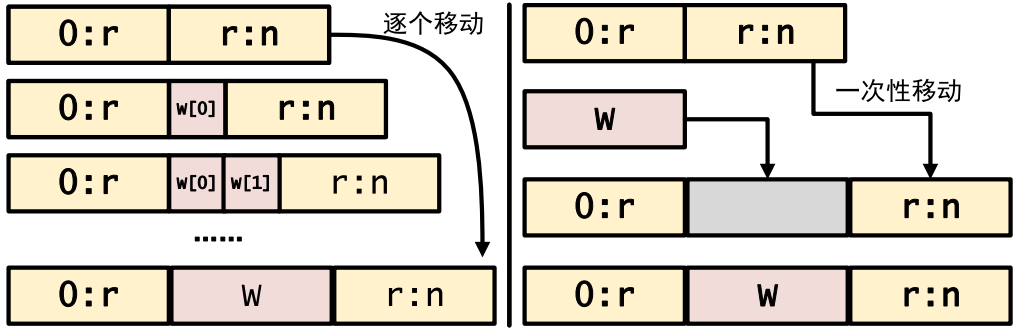 0:r r:n 逐个移动
0:r w[0] r:n
0:r w[0] w[1] r:n
······
0:r W r:n
0:r r:n
一次性移动
W
0:r r:n
0:r W r:n